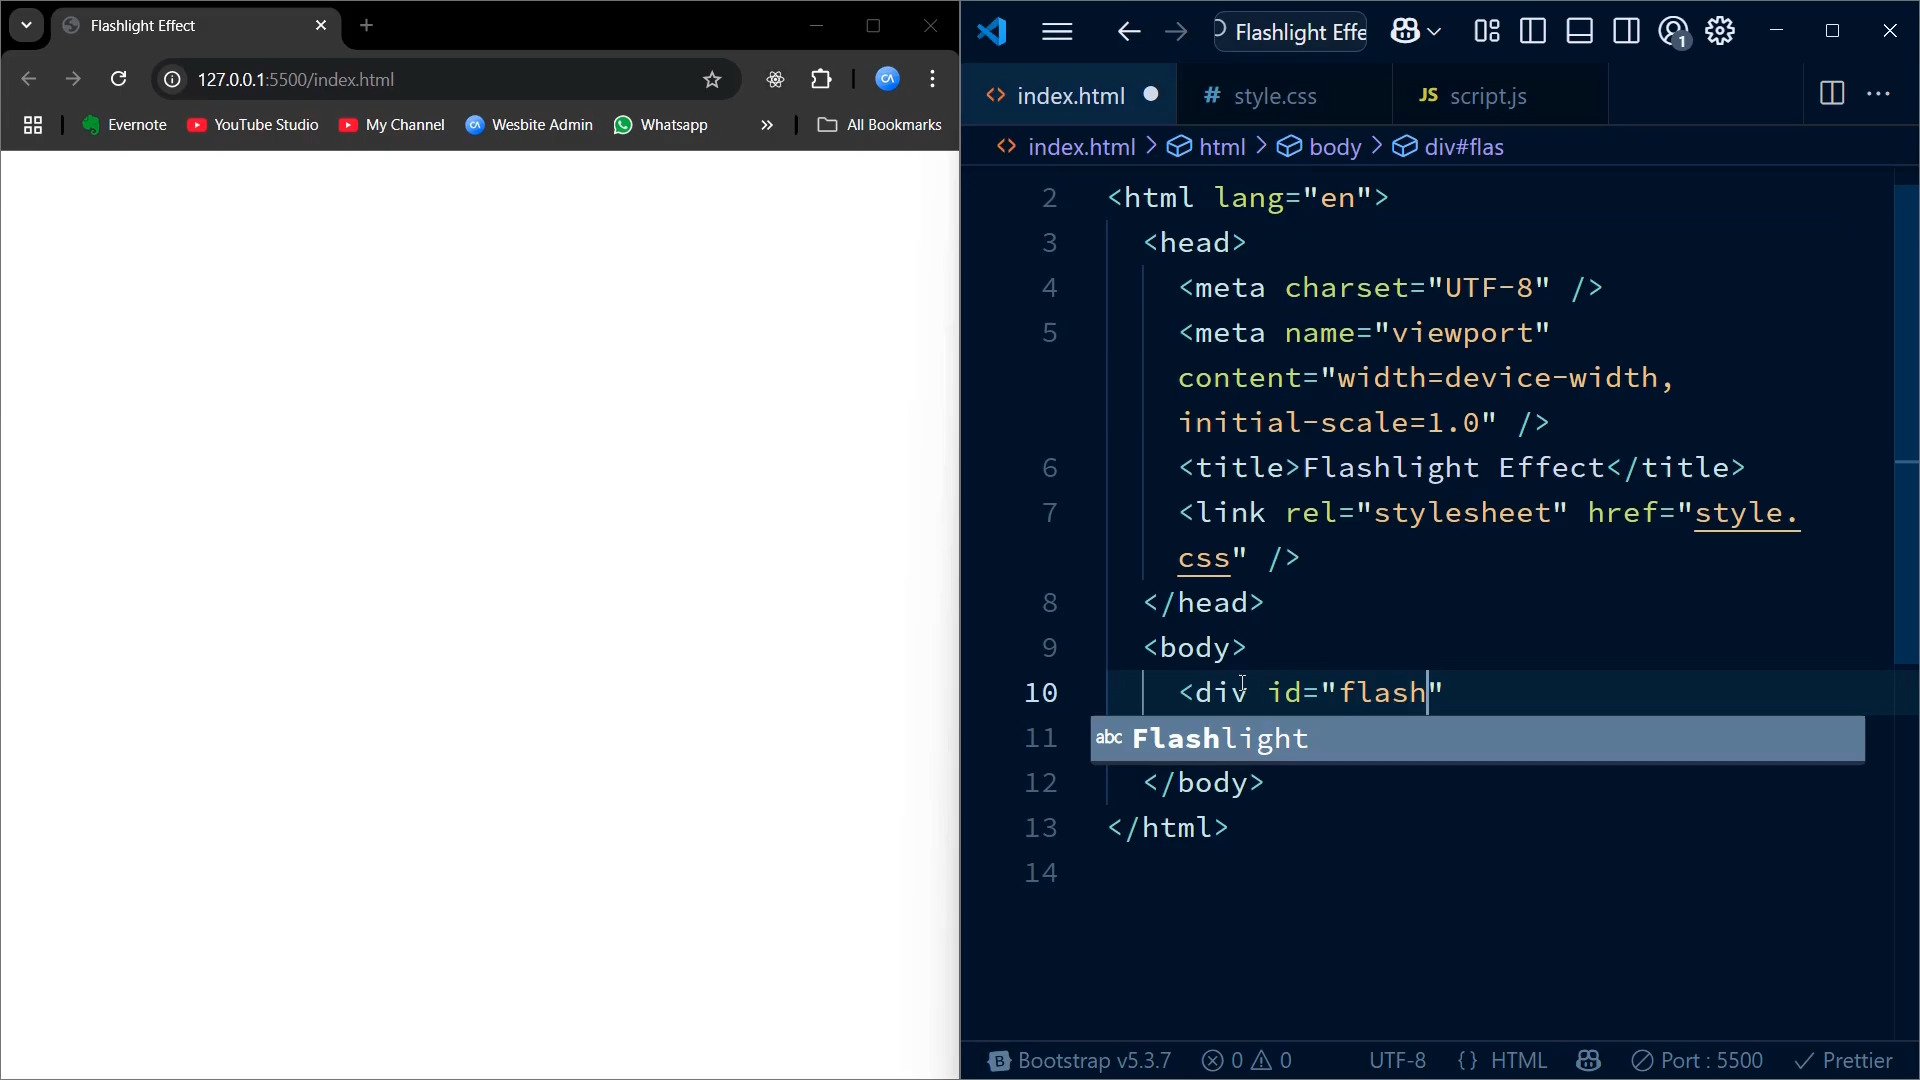 Flashlight Effect
127.0.0.1:5500/index.html
Evernote YouTube Studio My Channel Wesbite Admin Whatsapp » All Bookmarks
Flashlight Effe
1
index.html # style.css JS script.js
index.html > html > body > div#flas
2 <html lang="en">
3 <head>
4 <meta charset="UTF-8" />
5 <meta name="viewport"
content="width=device-width,
initial-scale=1.0" />
6 <title>Flashlight Effect</title>
7 <link rel="stylesheet" href="style.
css" />
8 </head>
9 <body>
10 <div id="flash"
11 abc Flashlight
12 </body>
13 </html>
14
Bootstrap v5.3.7 0 0 UTF-8 {} HTML Port : 5500 Prettier